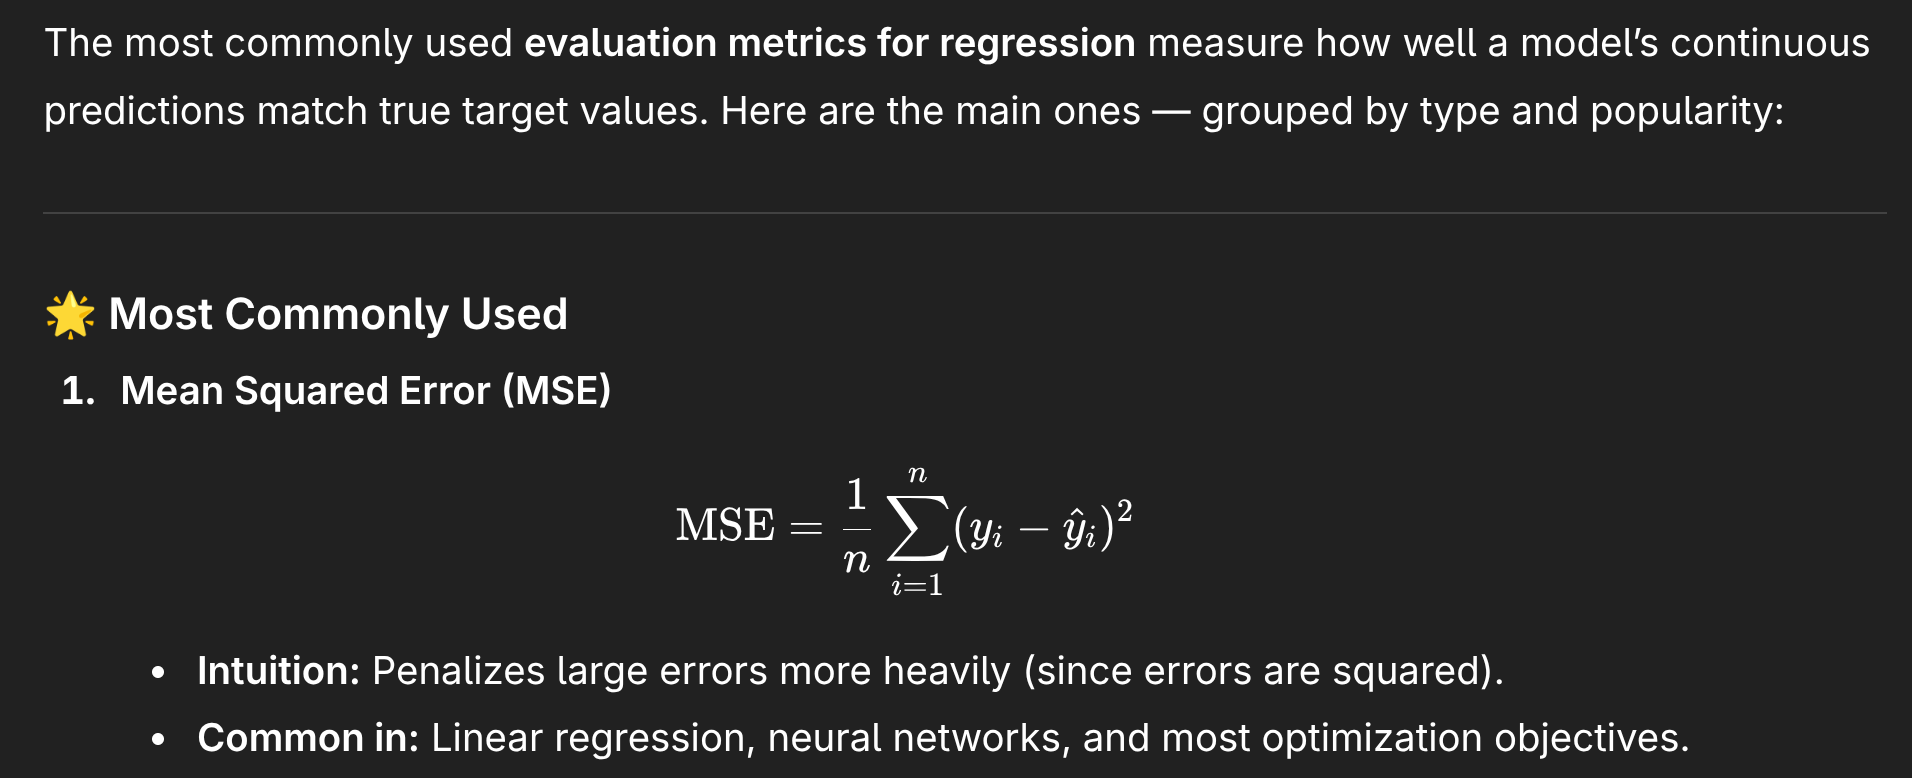 The most commonly used evaluation metrics for regression measure how well a model’s continuous
predictions match true target values. Here are the main ones — grouped by type and popularity:
🌟 Most Commonly Used
1. Mean Squared Error (MSE)
MSE = \frac{1}{n} \sum_{i=1}^{n} (y_i − \hat{y}_i)^2
• Intuition: Penalizes large errors more heavily (since errors are squared).
• Common in: Linear regression, neural networks, and most optimization objectives.